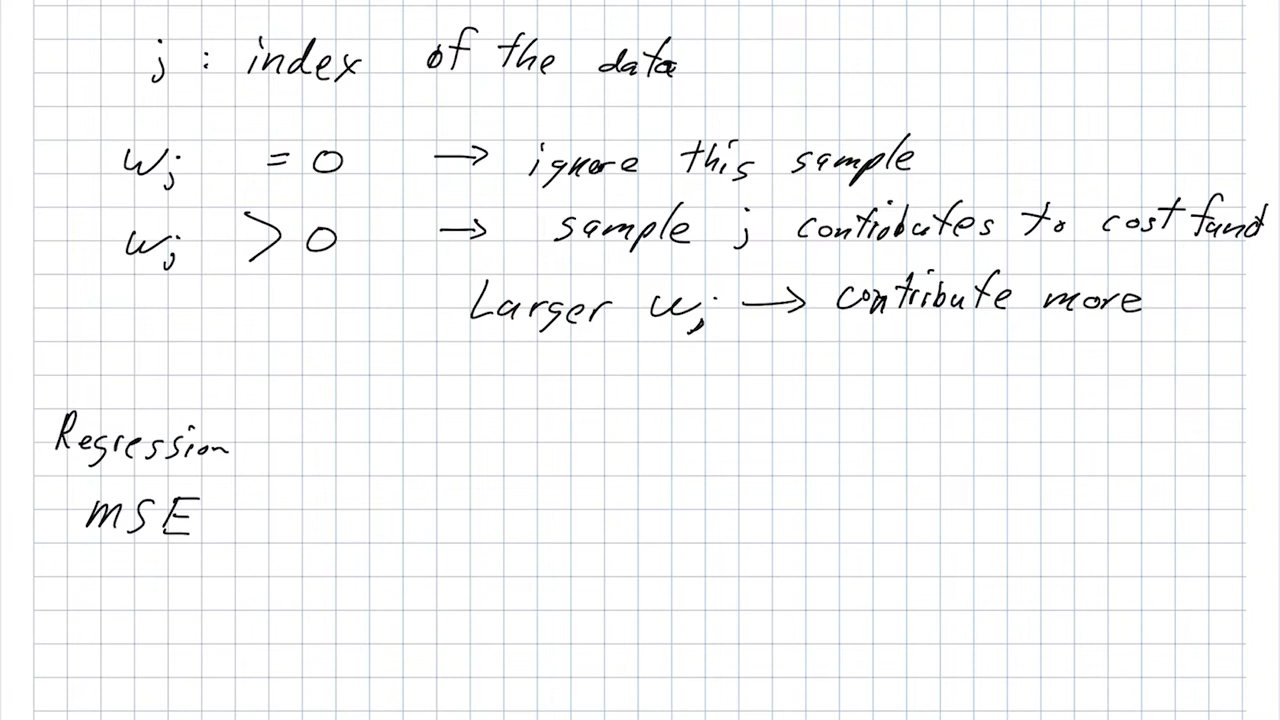 j : index of the data
wj = 0 → ignore this sample
wj > 0 → sample j contributes to cost
Larger wj → contribute more
Regression
MSE